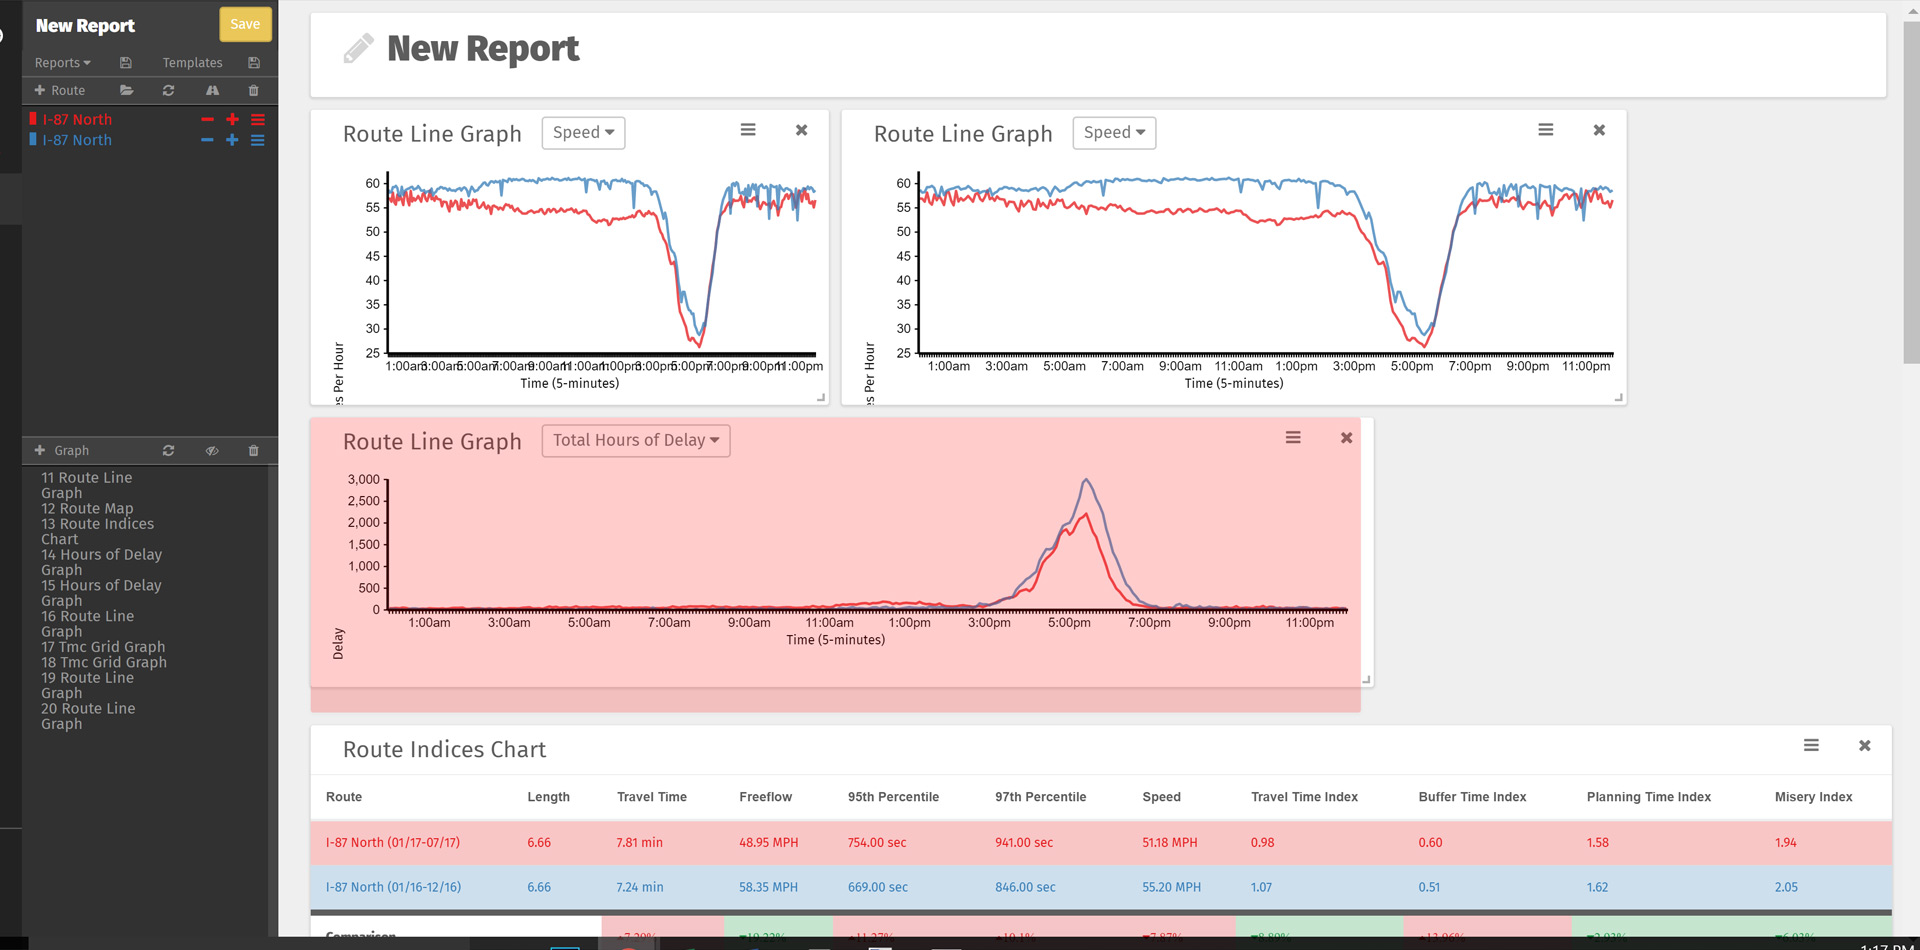 New Report
Save
Reports
Templates
Route
I-87 North
I-87 North
Graph
11 Route Line
Graph
12 Route Map
13 Route Indices
Chart
14 Hours of Delay
Graph
15 Hours of Delay
Graph
16 Route Line
Graph
17 Tmc Grid Graph
18 Tmc Grid Graph
19 Route Line
Graph
20 Route Line
Graph
New Report
Route Line Graph Speed
60
55
50
45
40
35
30
25
1:00am 3:00am 5:00am 7:00am 9:00am 11:00am 1:00pm 3:00pm 5:00pm 7:00pm 9:00pm 11:00pm
Time (5-minutes)
s Per Hour
Route Line Graph Speed
60
55
50
45
40
35
30
25
1:00am 3:00am 5:00am 7:00am 9:00am 11:00am 1:00pm 3:00pm 5:00pm 7:00pm 9:00pm 11:00pm
Time (5-minutes)
s Per Hour
Route Line Graph Total Hours of Delay
3,000
2,500
2,000
1,500
1,000
500
0
1:00am 3:00am 5:00am 7:00am 9:00am 11:00am 1:00pm 3:00pm 5:00pm 7:00pm 9:00pm 11:00pm
Time (5-minutes)
Delay
Route Indices Chart
Route Length Travel Time Freeflow 95th Percentile 97th Percentile Speed Travel Time Index Buffer Time Index Planning Time Index Misery Index
I-87 North (01/17-07/17) 6.66 7.81 min 48.95 MPH 754.00 sec 941.00 sec 51.18 MPH 0.98 0.60 1.58 1.94
I-87 North (01/16-12/16) 6.66 7.24 min 58.35 MPH 669.00 sec 846.00 sec 55.20 MPH 1.07 0.51 1.62 2.05
Comparison